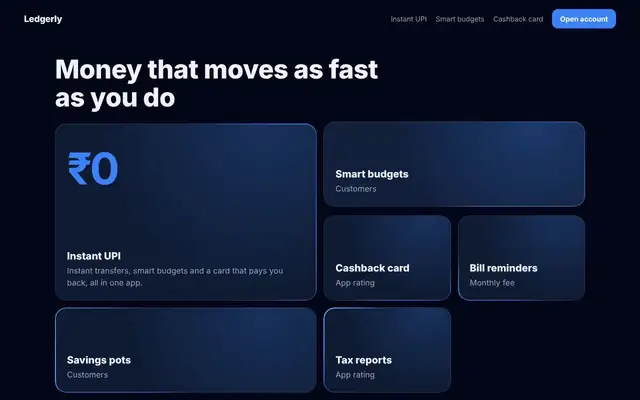 Ledgerly
Instant UPI
Smart budgets
Cashback card
Open account
Money that moves as fast
as you do
₹0
Instant UPI
Instant transfers, smart budgets and a card that pays you
back, all in one app.
Smart budgets
Customers
Cashback card
App rating
Bill reminders
Monthly fee
Savings pots
Customers
Tax reports
App rating